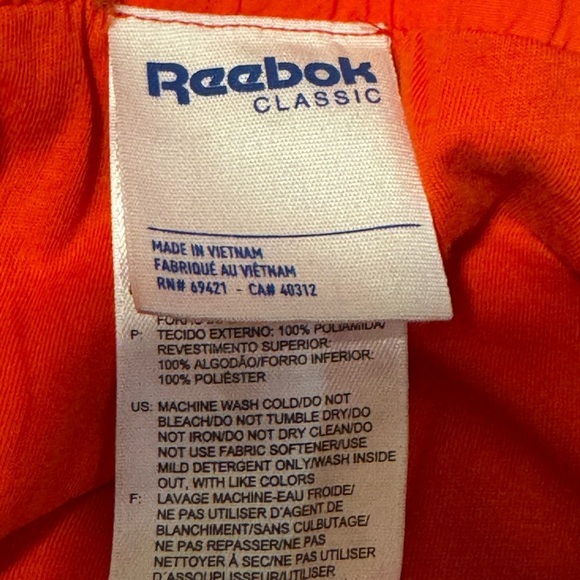 Reebok
CLASSIC
MADE IN VIETNAM
FABRIQUÉ AU VIÊTNAM
RN# 69421 - CA# 40312
P: TECIDO EXTERNO: 100% POLIAMIDA/
REVESTIMENTO SUPERIOR:
100% ALGODÃO/FORRO INFERIOR:
100% POLIÉSTER
US: MACHINE WASH COLD/DO NOT
BLEACH/DO NOT TUMBLE DRY/DO
NOT IRON/DO NOT DRY CLEAN/DO
NOT USE FABRIC SOFTENER/USE
MILD DETERGENT ONLY/WASH INSIDE
OUT, WITH LIKE COLORS
F: LAVAGE MACHINE-EAU FROIDE/
NE PAS UTILISER D'AGENT DE
BLANCHIMENT/SANS CULBUTAGE/
NE PAS REPASSER/NE PAS
NETTOYER À SEC/NE PAS UTILISER
D'ASSOUPLISSEUR/UTILISER